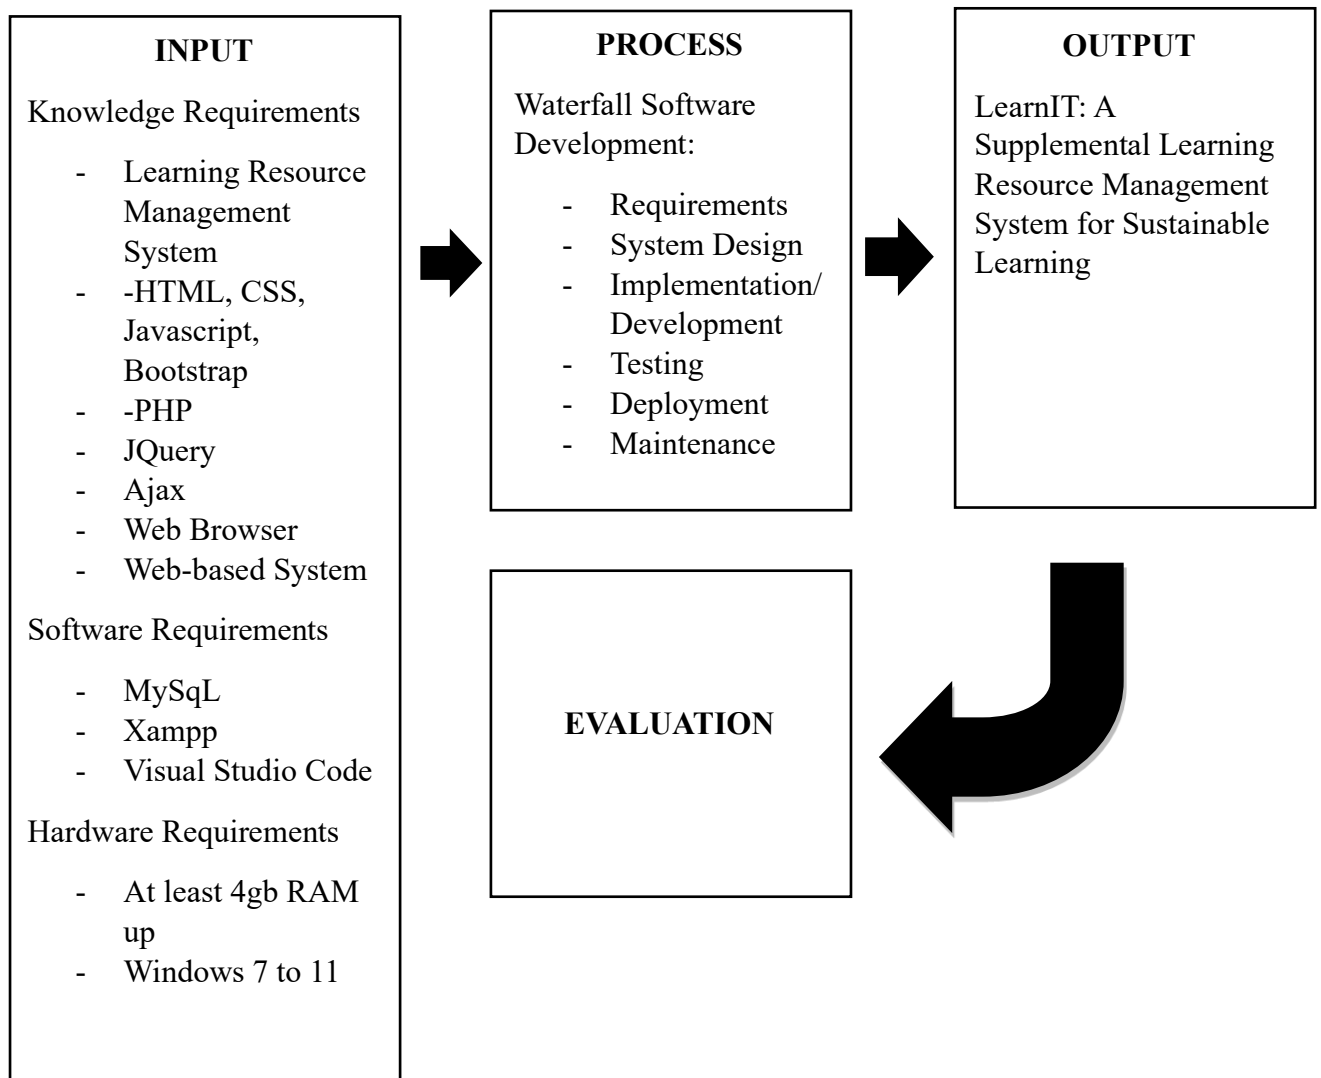 INPUT
Knowledge Requirements
- Learning Resource
Management
System
- -HTML, CSS,
Javascript,
Bootstrap
- -PHP
- JQuery
- Ajax
- Web Browser
- Web-based System
Software Requirements
- MySqL
- Xampp
- Visual Studio Code
Hardware Requirements
- At least 4gb RAM
up
- Windows 7 to 11
PROCESS
Waterfall Software
Development:
- Requirements
- System Design
- Implementation/
Development
- Testing
- Deployment
- Maintenance
OUTPUT
LearnIT: A
Supplemental Learning
Resource Management
System for Sustainable
Learning
EVALUATION